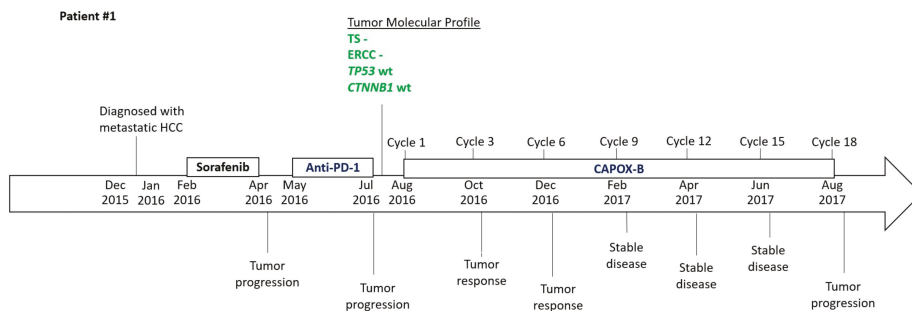 Patient #1
Tumor Molecular Profile
TS -
ERCC -
TP53 wt
CTNNB1 wt
Diagnosed with
metastatic HCC
Cycle 1 Cycle 3 Cycle 6 Cycle 9 Cycle 12 Cycle 15 Cycle 18
Sorafenib Anti-PD-1 CAPOX-B
Dec Jan Feb Apr May Jul Aug Oct Dec Feb Apr Jun Aug
2015 2016 2016 2016 2016 2016 2016 2016 2016 2017 2017 2017 2017
Tumor
progression
Tumor
progression
Tumor
response
Tumor
response
Stable
disease
Stable
disease
Stable
disease
Tumor
progression